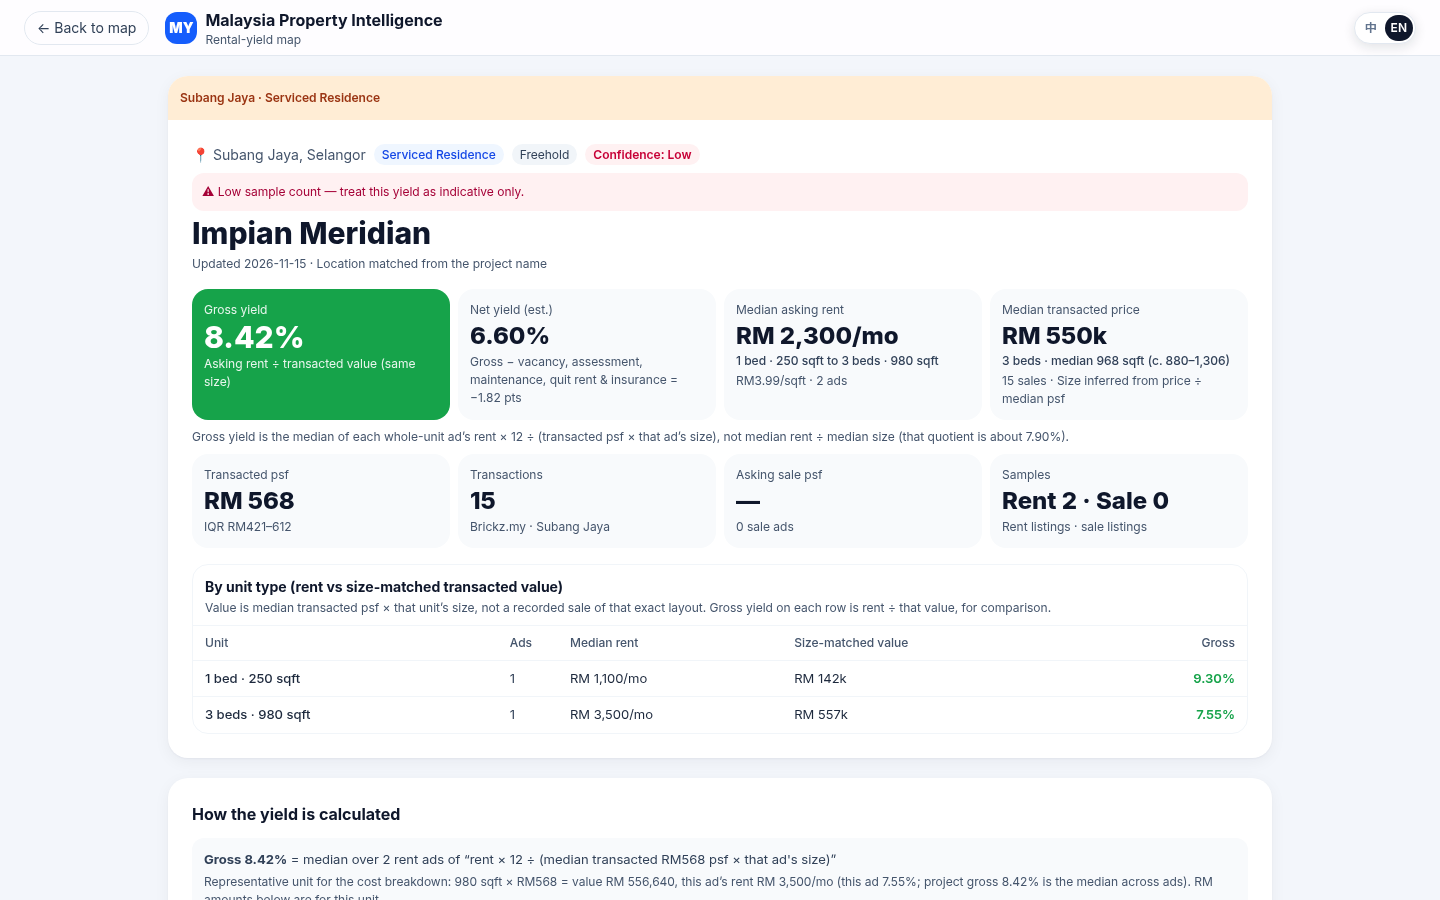 ← Back to map
MY
Malaysia Property Intelligence
Rental-yield map
中 EN
Subang Jaya · Serviced Residence
📍 Subang Jaya, Selangor Serviced Residence Freehold Confidence: Low
⚠ Low sample count — treat this yield as indicative only.
Impian Meridian
Updated 2026-11-15 · Location matched from the project name
Gross yield
8.42%
Asking rent ÷ transacted value (same
size)
Net yield (est.)
6.60%
Gross − vacancy, assessment,
maintenance, quit rent & insurance =
−1.82 pts
Median asking rent
RM 2,300/mo
1 bed · 250 sqft to 3 beds · 980 sqft
RM3.99/sqft · 2 ads
Median transacted price
RM 550k
3 beds · median 968 sqft (c. 880–1,306)
15 sales · Size inferred from price ÷
median psf
Gross yield is the median of each whole-unit ad’s rent × 12 ÷ (transacted psf × that ad’s size), not median rent ÷ median size (that quotient is about 7.90%).
Transacted psf
RM 568
IQR RM421–612
Transactions
15
Brickz.my · Subang Jaya
Asking sale psf
—
0 sale ads
Samples
Rent 2 · Sale 0
Rent listings · sale listings
By unit type (rent vs size-matched transacted value)
Value is median transacted psf × that unit’s size, not a recorded sale of that exact layout. Gross yield on each row is rent ÷ that value, for comparison.
Unit Ads Median rent Size-matched value Gross
1 bed · 250 sqft 1 RM 1,100/mo RM 142k 9.30%
3 beds · 980 sqft 1 RM 3,500/mo RM 557k 7.55%
How the yield is calculated
Gross 8.42% = median over 2 rent ads of “rent × 12 ÷ (median transacted RM568 psf × that ad's size)”
Representative unit for the cost breakdown: 980 sqft × RM568 = value RM 556,640, this ad’s rent RM 3,500/mo (this ad 7.55%; project gross 8.42% is the median across ads). RM
amounts below are for this unit.